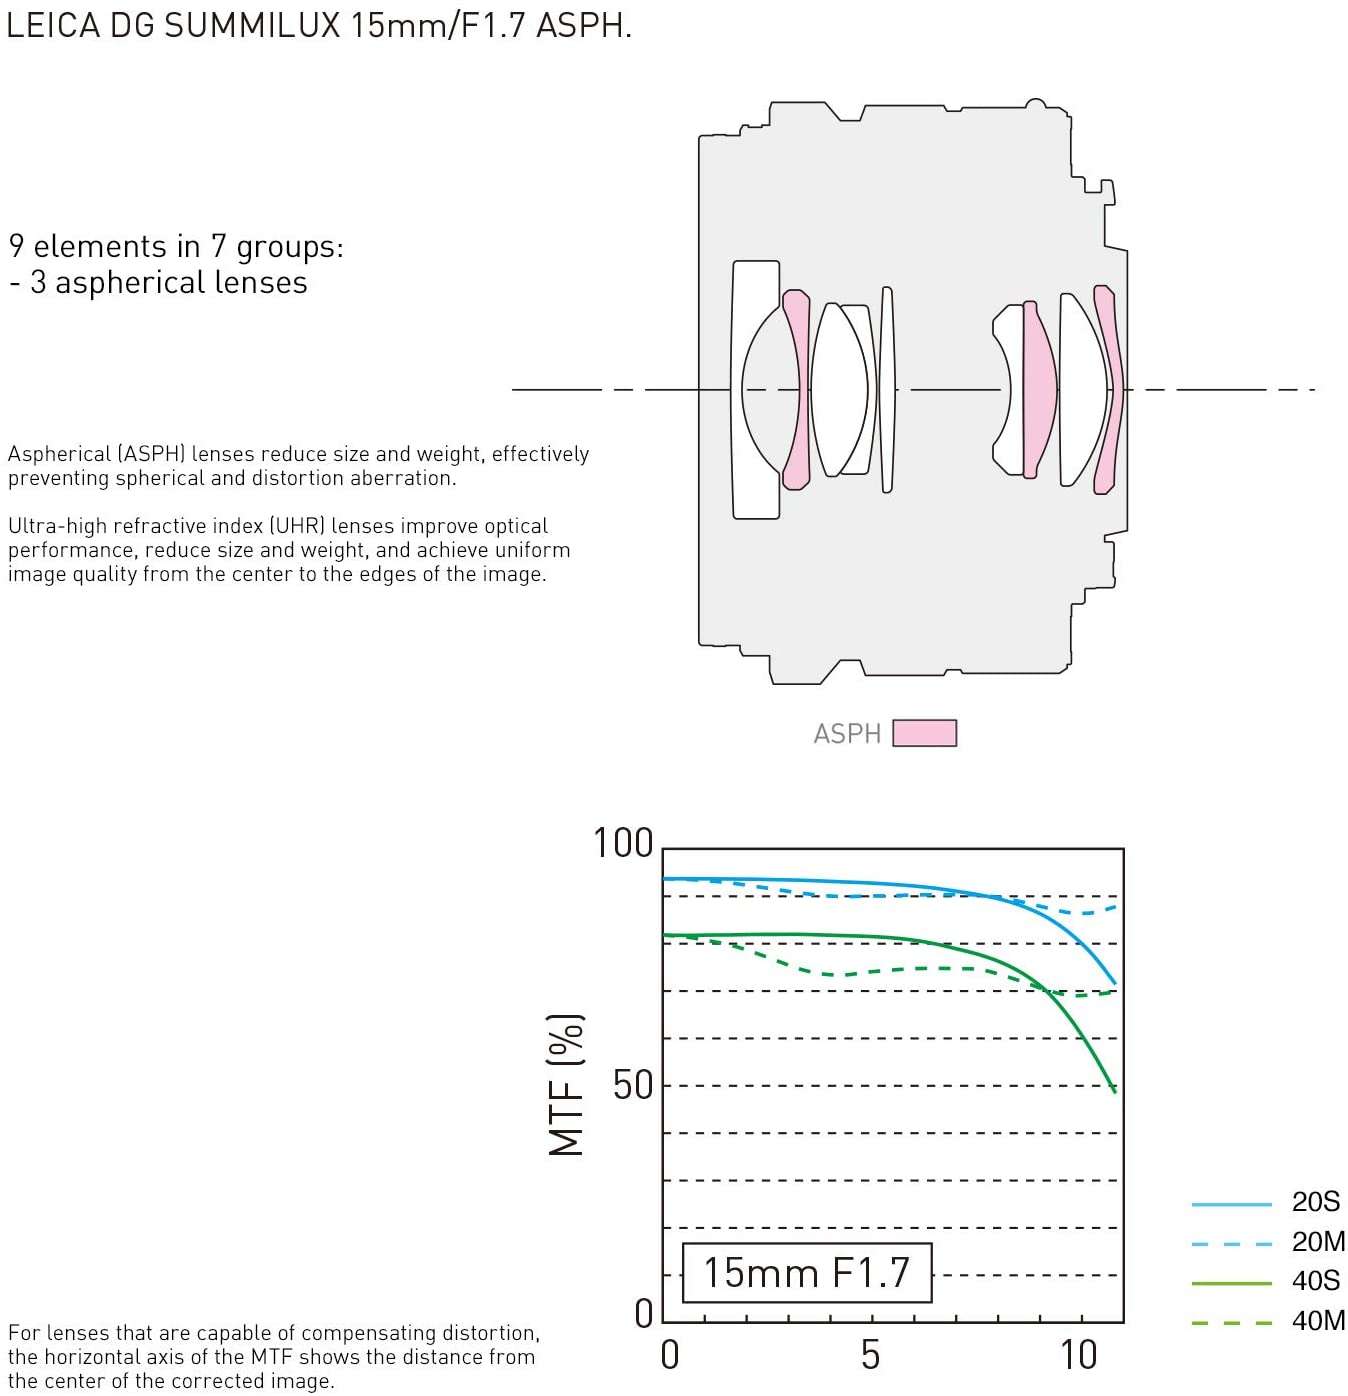 LEICA DG SUMMILUX 15mm/F1.7 ASPH.
9 elements in 7 groups:
- 3 aspherical lenses
Aspherical (ASPH) lenses reduce size and weight, effectively
preventing spherical and distortion aberration.
Ultra-high refractive index (UHR) lenses improve optical
performance, reduce size and weight, and achieve uniform
image quality from the center to the edges of the image.
ASPH
100
MTF (%)
50
0
15mm F1.7
0 5 10
20S
20M
40S
40M
For lenses that are capable of compensating distortion,
the horizontal axis of the MTF shows the distance from
the center of the corrected image.